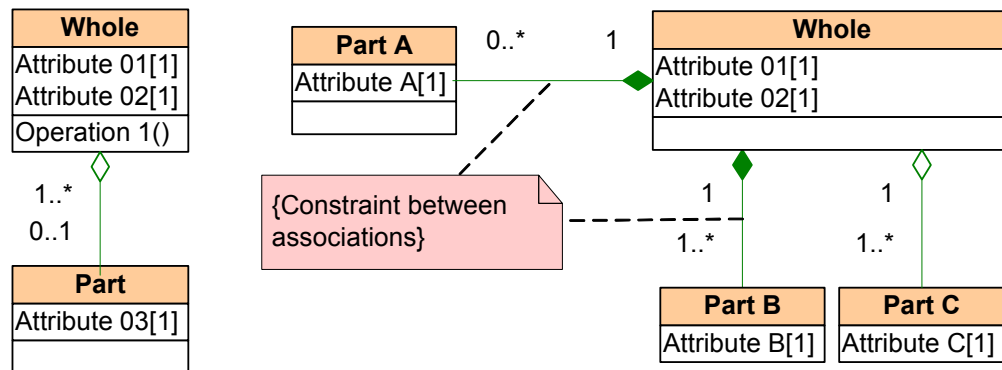 Whole
Attribute 01[1]
Attribute 02[1]
Operation 1()
1..*
0..1
Part
Attribute 03[1]
Part A
Attribute A[1]
0..*
1
Whole
Attribute 01[1]
Attribute 02[1]
{Constraint between
associations}
1
1..*
1
1..*
Part B
Attribute B[1]
Part C
Attribute C[1]